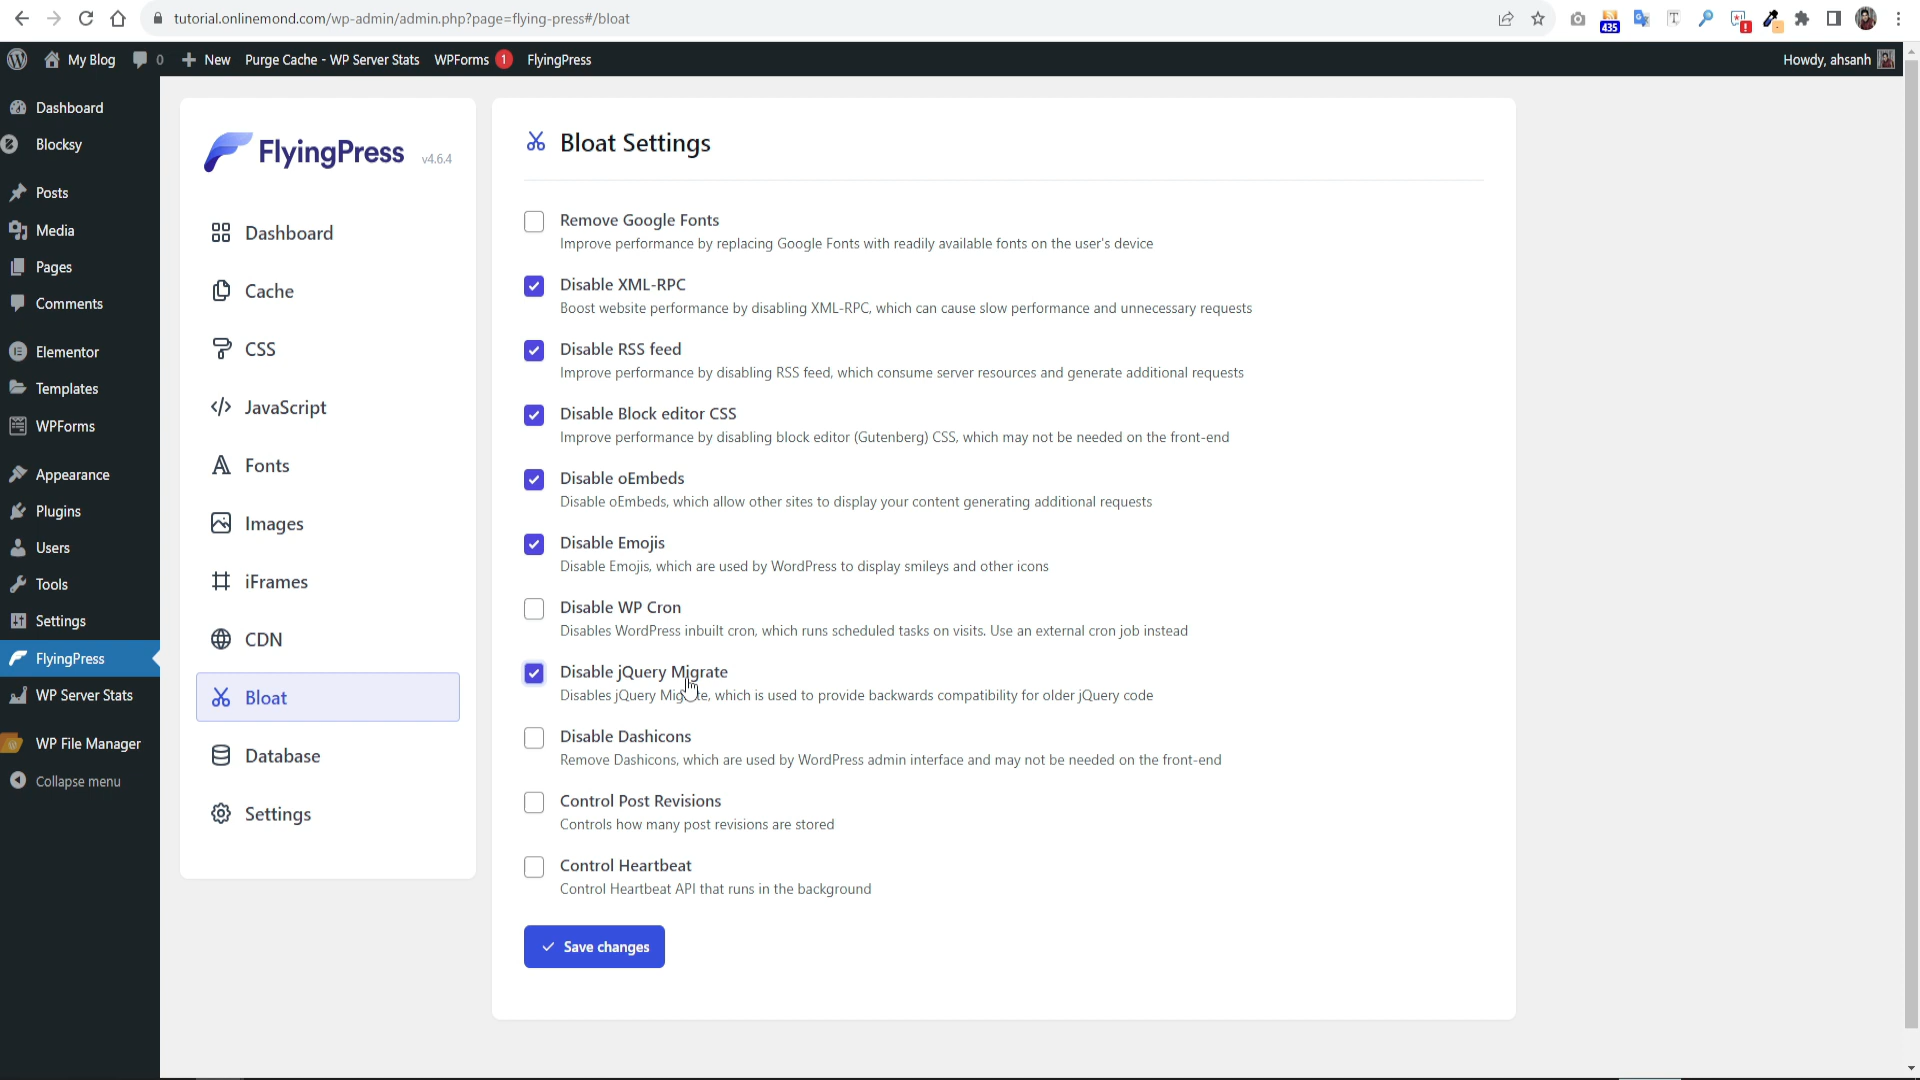 tutorial.onlinemond.com/wp-admin/admin.php?page=flying-press#/bloat
435
My Blog 0 New Purge Cache - WP Server Stats WPForms 1 FlyingPress Howdy, ahsanh
Dashboard
Blocksy
Posts
Media
Pages
Comments
Elementor
Templates
WPForms
Appearance
Plugins
Users
Tools
Settings
FlyingPress
WP Server Stats
WP File Manager
Collapse menu
FlyingPress v4.6.4
Dashboard
Cache
CSS
JavaScript
Fonts
Images
iFrames
CDN
Bloat
Database
Settings
Bloat Settings
Remove Google Fonts
Improve performance by replacing Google Fonts with readily available fonts on the user's device
Disable XML-RPC
Boost website performance by disabling XML-RPC, which can cause slow performance and unnecessary requests
Disable RSS feed
Improve performance by disabling RSS feed, which consume server resources and generate additional requests
Disable Block editor CSS
Improve performance by disabling block editor (Gutenberg) CSS, which may not be needed on the front-end
Disable oEmbeds
Disable oEmbeds, which allow other sites to display your content generating additional requests
Disable Emojis
Disable Emojis, which are used by WordPress to display smileys and other icons
Disable WP Cron
Disables WordPress inbuilt cron, which runs scheduled tasks on visits. Use an external cron job instead
Disable jQuery Migrate
Disables jQuery Migrate, which is used to provide backwards compatibility for older jQuery code
Disable Dashicons
Remove Dashicons, which are used by WordPress admin interface and may not be needed on the front-end
Control Post Revisions
Controls how many post revisions are stored
Control Heartbeat
Control Heartbeat API that runs in the background
Save changes